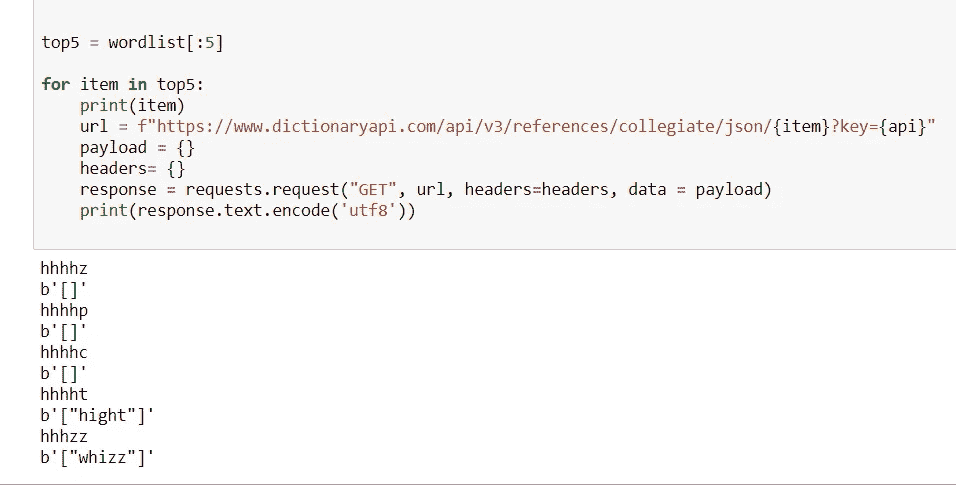 top5 = wordlist[:5]
for item in top5:
print(item)
url = f"https://www.dictionaryapi.com/api/v3/references/collegiate/json/{item}?key={api}"
payload = {}
headers= {}
response = requests.request("GET", url, headers=headers, data = payload)
print(response.text.encode('utf8'))
hhhhz
b'[]'
hhhhp
b'[]'
hhhhc
b'[]'
hhhht
b'["hight"]'
hhhzz
b'["whizz"]'